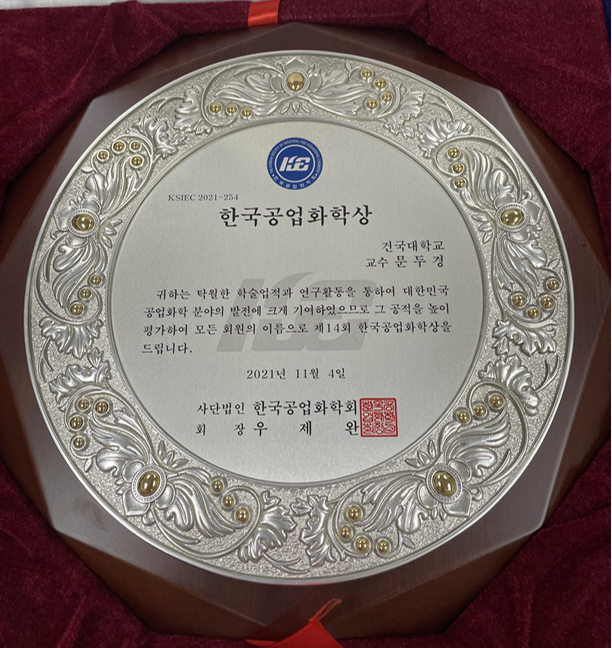 KSIEC 2021-254
한국공업화학상
건국대학교
교수 문 두 경
귀하는 탁월한 학술업적과 연구활동을 통하여 대한민국
공업화학 분야의 발전에 크게 기여하였으므로 그 공적을 높이
평가하여 모든 회원의 이름으로 제14회 한국공업화학상을
드립니다.
2021년 11월 4일
사단법인 한국공업화학회
회 장 우 제 완